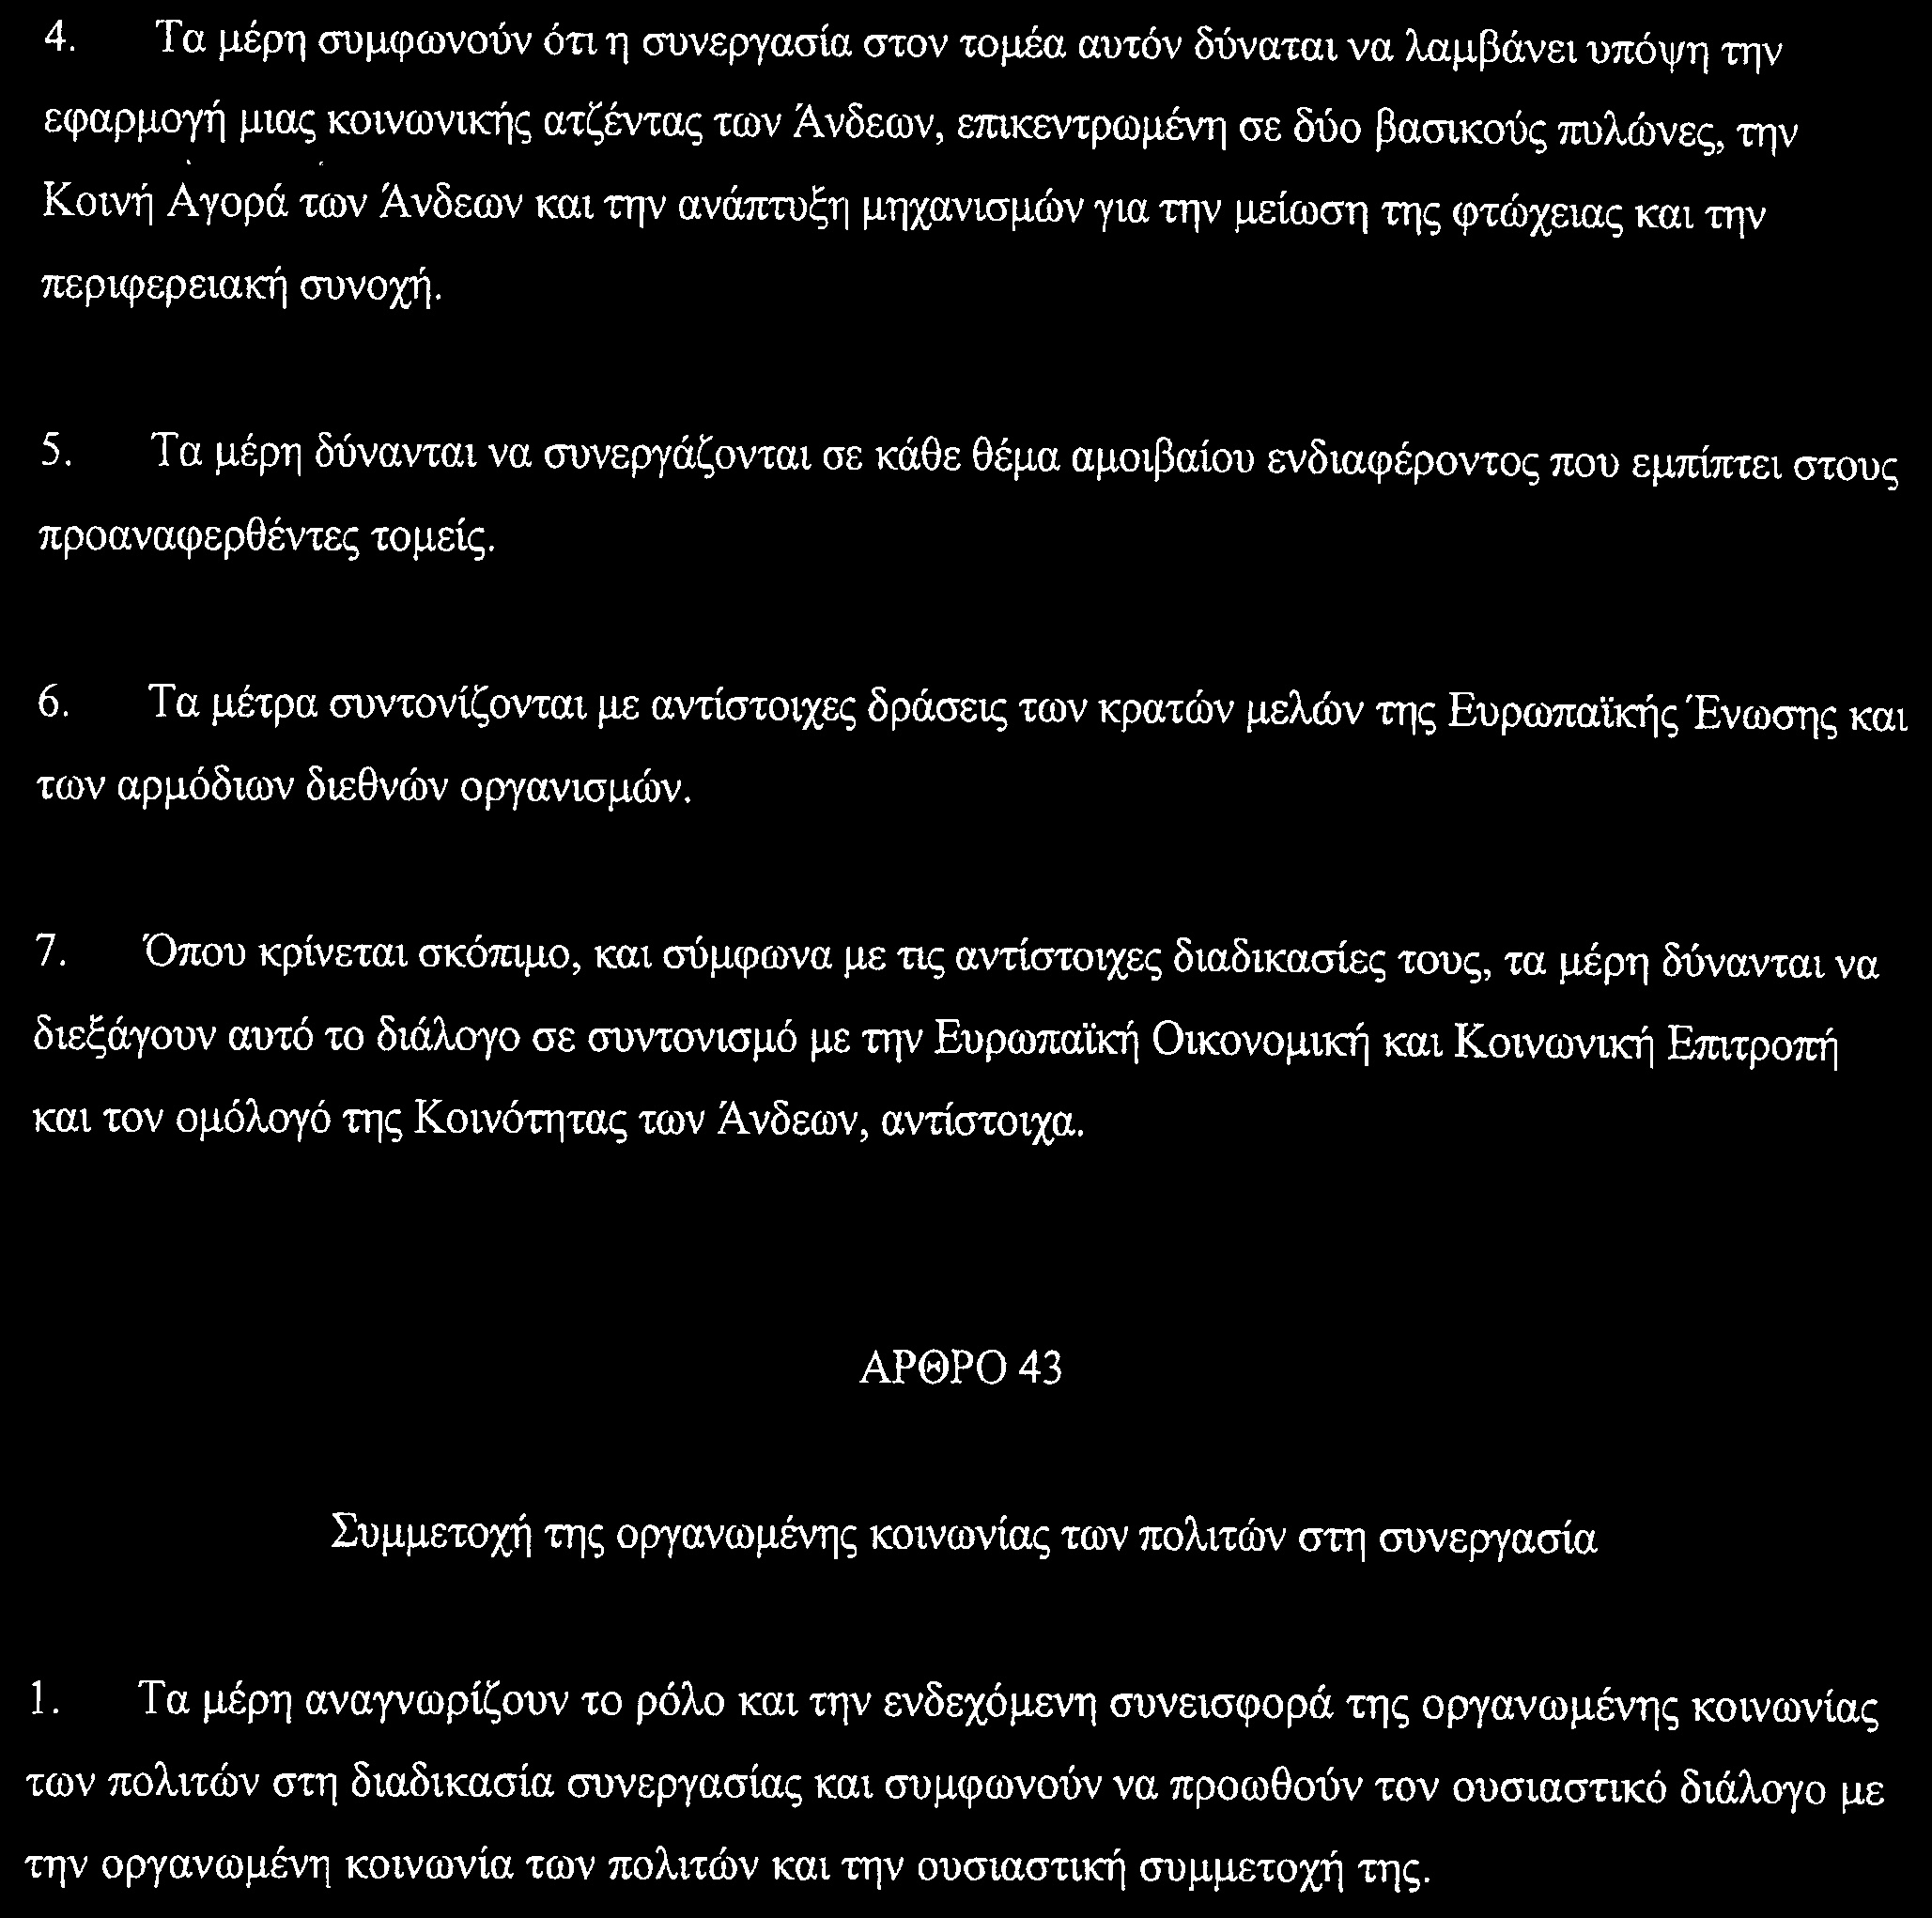 4. Τα μέρη συμφωνούν ότι η συνεργασία στον τομέα αυτόν δύναται να λαμβάνει υπόψη την
εφαρμογή μιας κοινωνικής ατζέντας των Άνδεων, επικεντρωμένη σε δύο βασικούς πυλώνες, την
Κοινή Αγορά των Άνδεων και την ανάπτυξη μηχανισμών για την μείωση της φτώχειας και την
περιφερειακή συνοχή.
5. Τα μέρη δύνανται να συνεργάζονται σε κάθε θέμα αμοιβαίου ενδιαφέροντος που εμπίπτει στους
προαναφερθέντες τομείς.
6. Τα μέτρα συντονίζονται με αντίστοιχες δράσεις των κρατών μελών της Ευρωπαϊκής Ένωσης και
των αρμόδιων διεθνών οργανισμών.
7. Όπου κρίνεται σκόπιμο, και σύμφωνα με τις αντίστοιχες διαδικασίες τους, τα μέρη δύνανται να
διεξάγουν αυτό το διάλογο σε συντονισμό με την Ευρωπαϊκή Οικονομική και Κοινωνική Επιτροπή
και τον ομόλογό της Κοινότητας των Άνδεων, αντίστοιχα.
ΑΡΘΡΟ 43
Συμμετοχή της οργανωμένης κοινωνίας των πολιτών στη συνεργασία
1. Τα μέρη αναγνωρίζουν το ρόλο και την ενδεχόμενη συνεισφορά της οργανωμένης κοινωνίας
των πολιτών στη διαδικασία συνεργασίας και συμφωνούν να προωθούν τον ουσιαστικό διάλογο με
την οργανωμένη κοινωνία των πολιτών και την ουσιαστική συμμετοχή της.